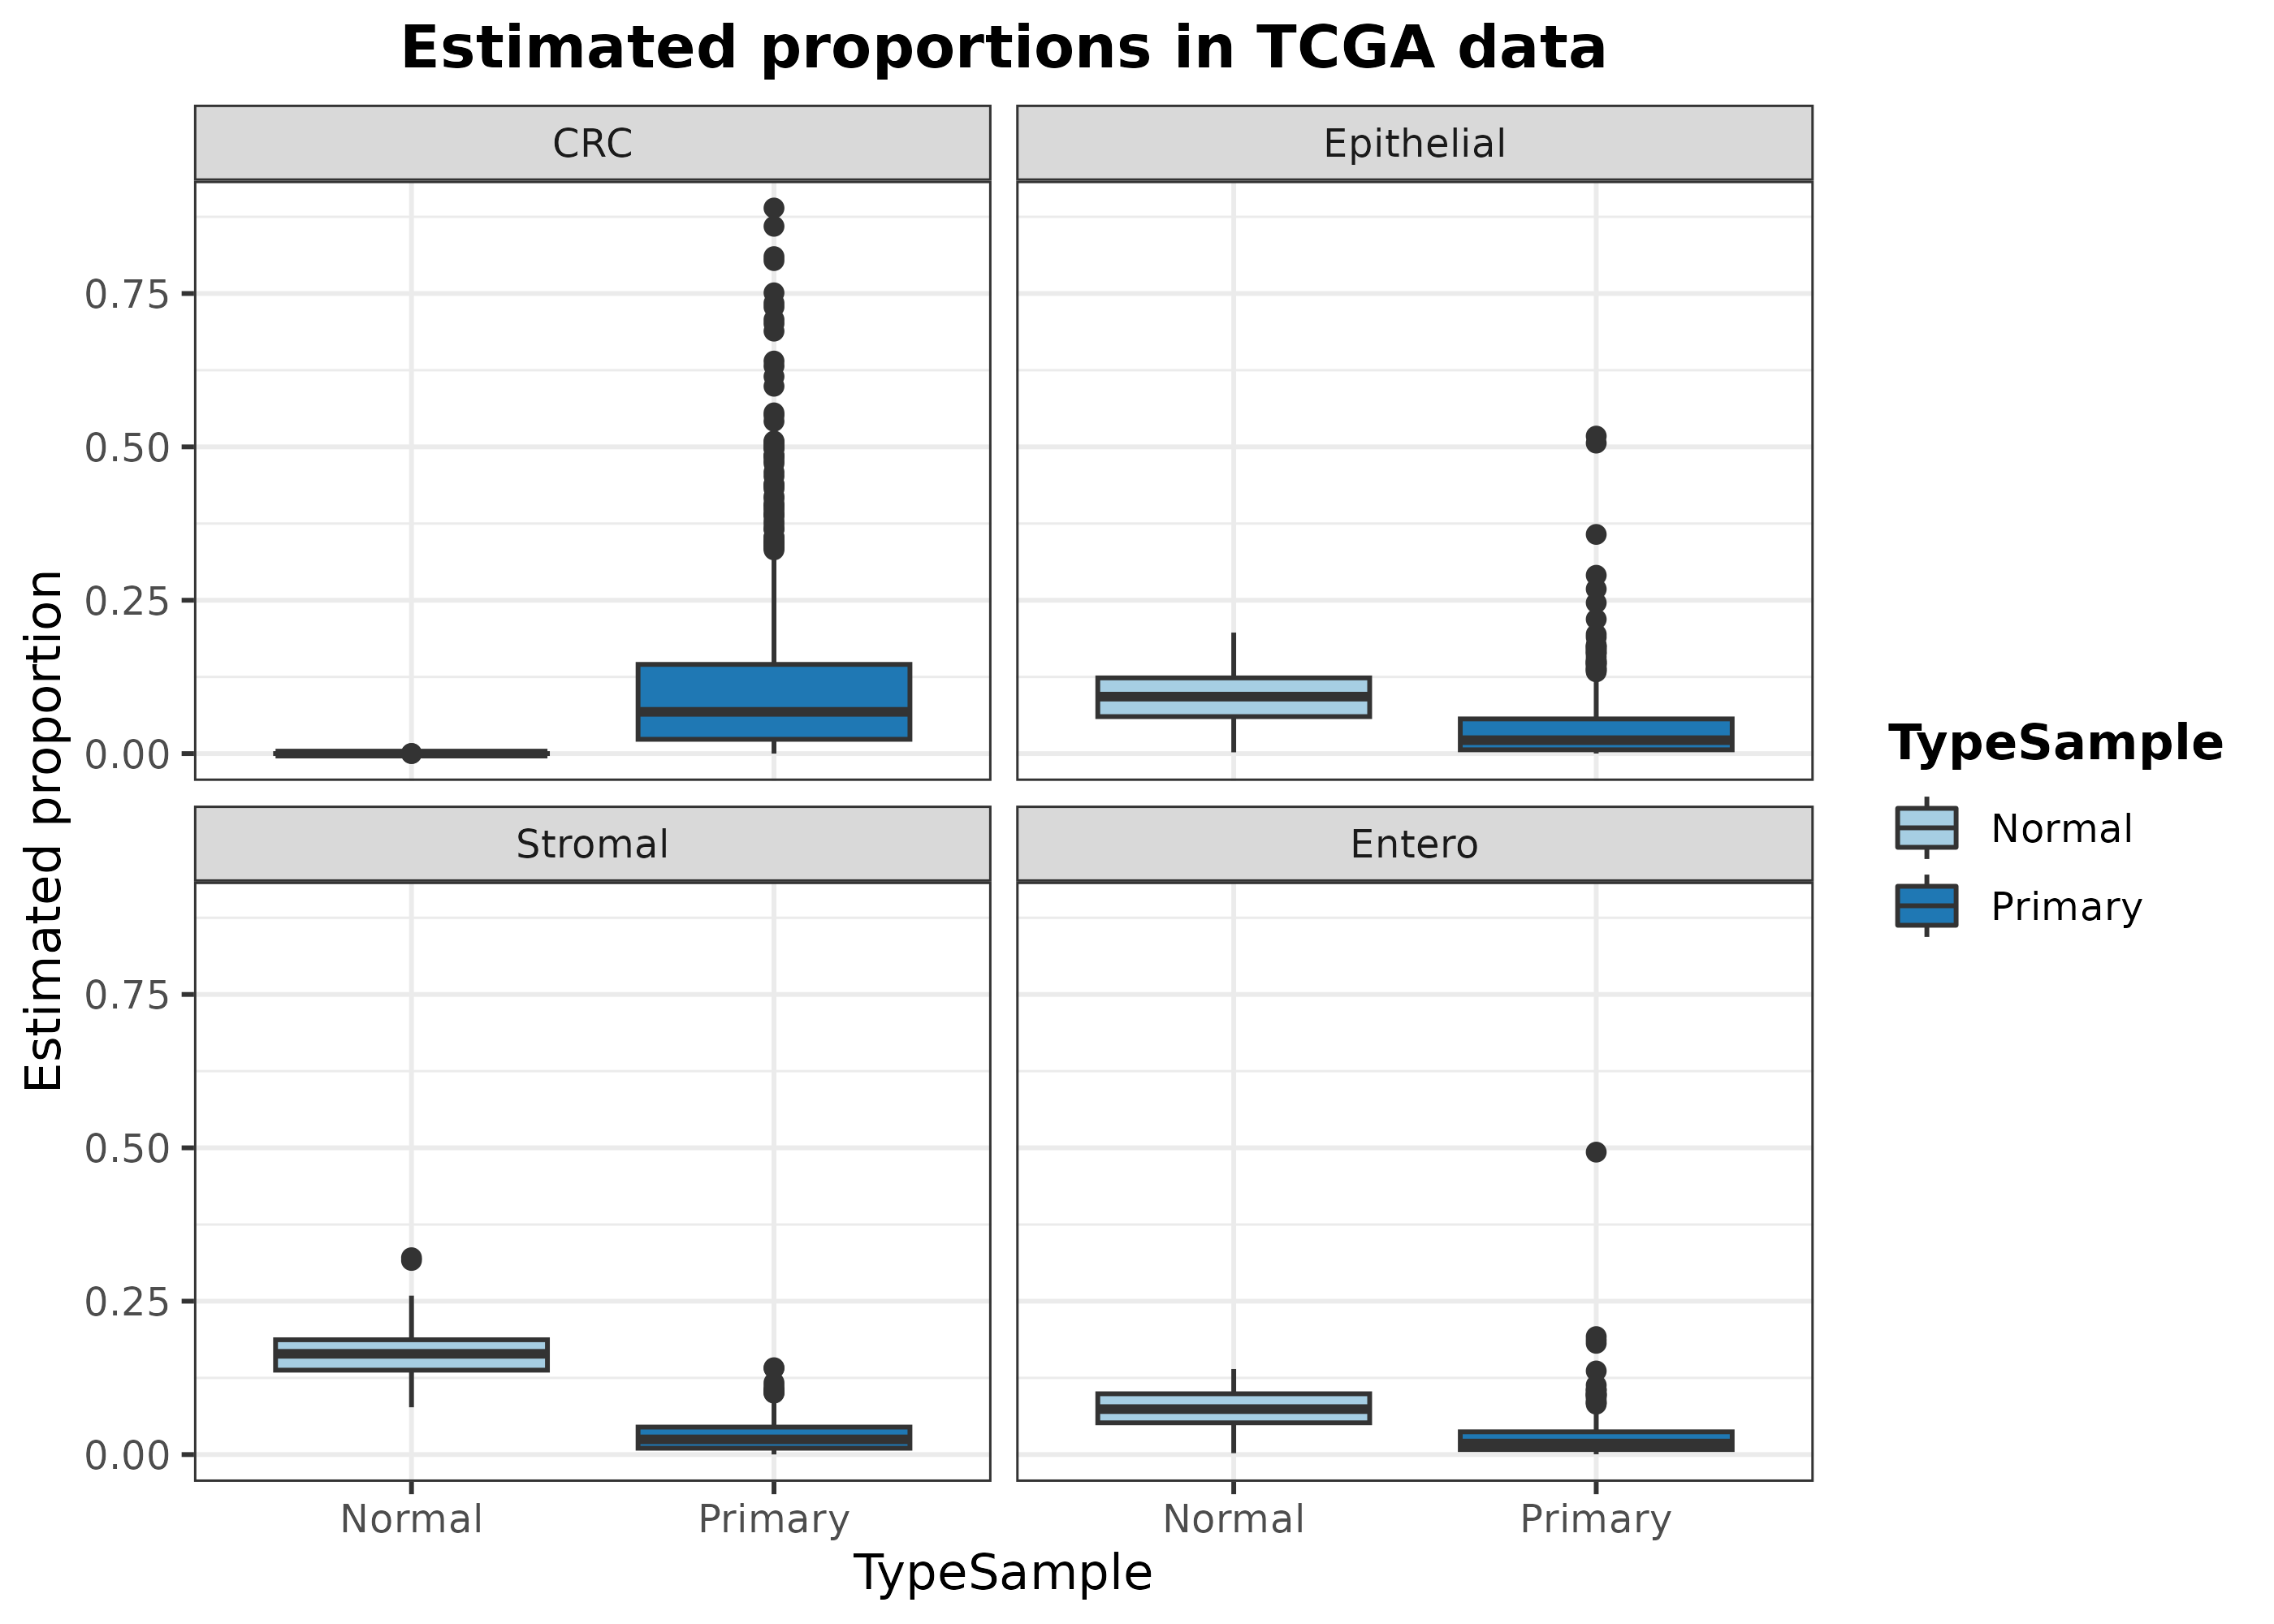 Estimated proportions in TCGA data
CRC
Epithelial
0.75
0.50
0.25
0.00
Stromal
Entero
0.75
0.50
0.25
0.00
Normal
Primary
Normal
Primary
TypeSample
Estimated proportion
TypeSample
Normal
Primary